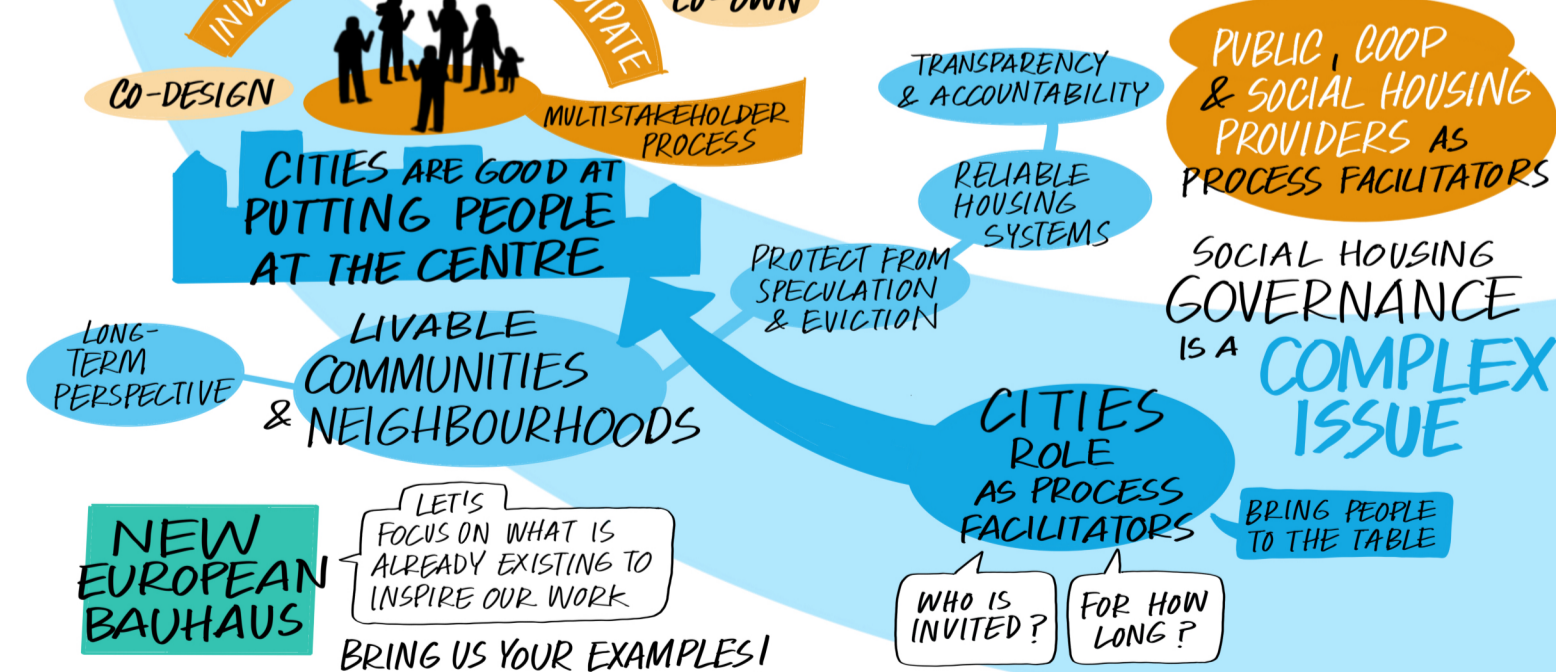 CO-DESIGN
MULTISTAKEHOLDER
PROCESS
CITIES ARE GOOD AT
PUTTING PEOPLE
AT THE CENTRE
LONG-
TERM
PERSPECTIVE
LIVABLE
COMMUNITIES
& NEIGHBOURHOODS
PROTECT FROM
SPECULATION
& EVICTION
RELIABLE
HOUSING
SYSTEMS
TRANSPARENCY
& ACCOUNTABILITY
PUBLIC, COOP
& SOCIAL HOUSING
PROVIDERS AS
PROCESS FACILITATORS
SOCIAL HOUSING
GOVERNANCE
IS A COMPLEX
ISSUE
CITIES
ROLE
AS PROCESS
FACILITATORS
BRING PEOPLE
TO THE TABLE
WHO IS
INVITED?
FOR HOW
LONG?
NEW
EUROPEAN
BAUHAUS
LET'S
FOCUS ON WHAT IS
ALREADY EXISTING TO
INSPIRE OUR WORK
BRING US YOUR EXAMPLES!